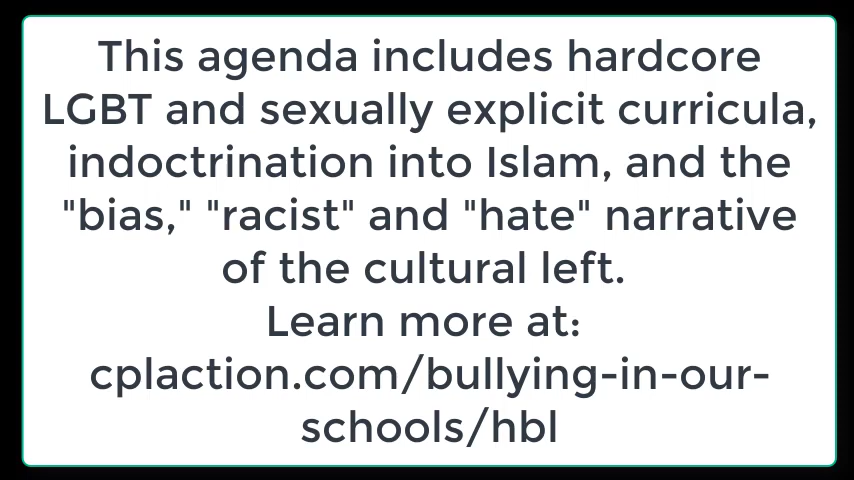 This agenda includes hardcore
LGBT and sexually explicit curricula,
indoctrination into Islam, and the
"bias," "racist" and "hate" narrative
of the cultural left.
Learn more at:
cplaction.com/bullying-in-our-
schools/hbl